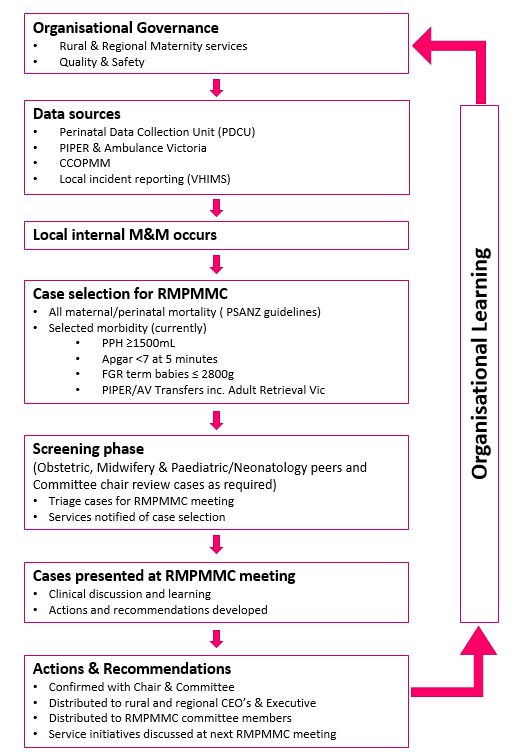 Organisational Governance
• Rural & Regional Maternity services
• Quality & Safety
Data sources
• Perinatal Data Collection Unit (PDCU)
• PIPER & Ambulance Victoria
• CCOPMM
• Local incident reporting (VHIMS)
Local internal M&M occurs
Case selection for RMPMMC
• All maternal/perinatal mortality ( PSANZ guidelines)
• Selected morbidity (currently)
• PPH ≥1500mL
• Apgar <7 at 5 minutes
• FGR term babies ≤ 2800g
• PIPER/AV Transfers inc. Adult Retrieval Vic
Screening phase
(Obstetric, Midwifery & Paediatric/Neonatology peers and
Committee chair review cases as required)
• Triage cases for RMPMMC meeting
• Services notified of case selection
Cases presented at RMPMMC meeting
• Clinical discussion and learning
• Actions and recommendations developed
Actions & Recommendations
• Confirmed with Chair & Committee
• Distributed to rural and regional CEO's & Executive
• Distributed to RMPMMC committee members
• Service initiatives discussed at next RMPMMC meeting
Organisational Learning